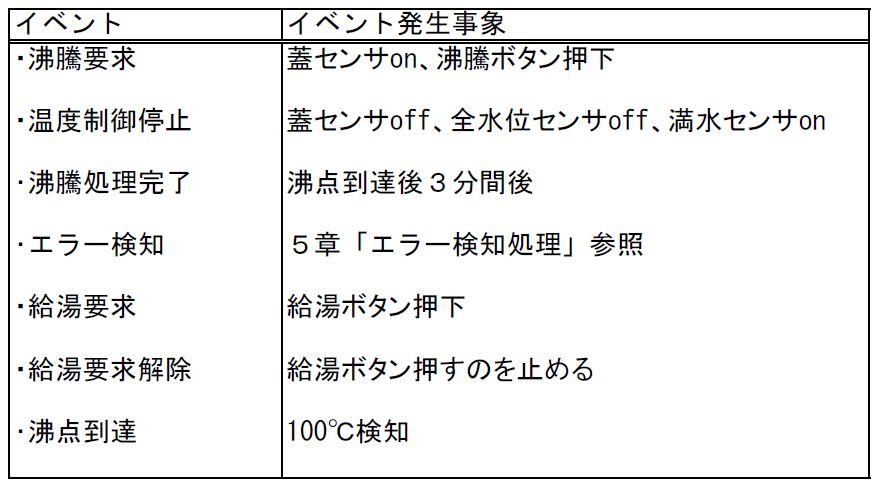 イベント イベント発生事象
・沸騰要求 蓋センサon、沸騰ボタン押下
・温度制御停止 蓋センサoff、全水位センサoff、満水センサon
・沸騰処理完了 沸点到達後３分間後
・エラー検知 ５章「エラー検知処理」参照
・給湯要求 給湯ボタン押下
・給湯要求解除 給湯ボタン押すのを止める
・沸点到達 100℃検知